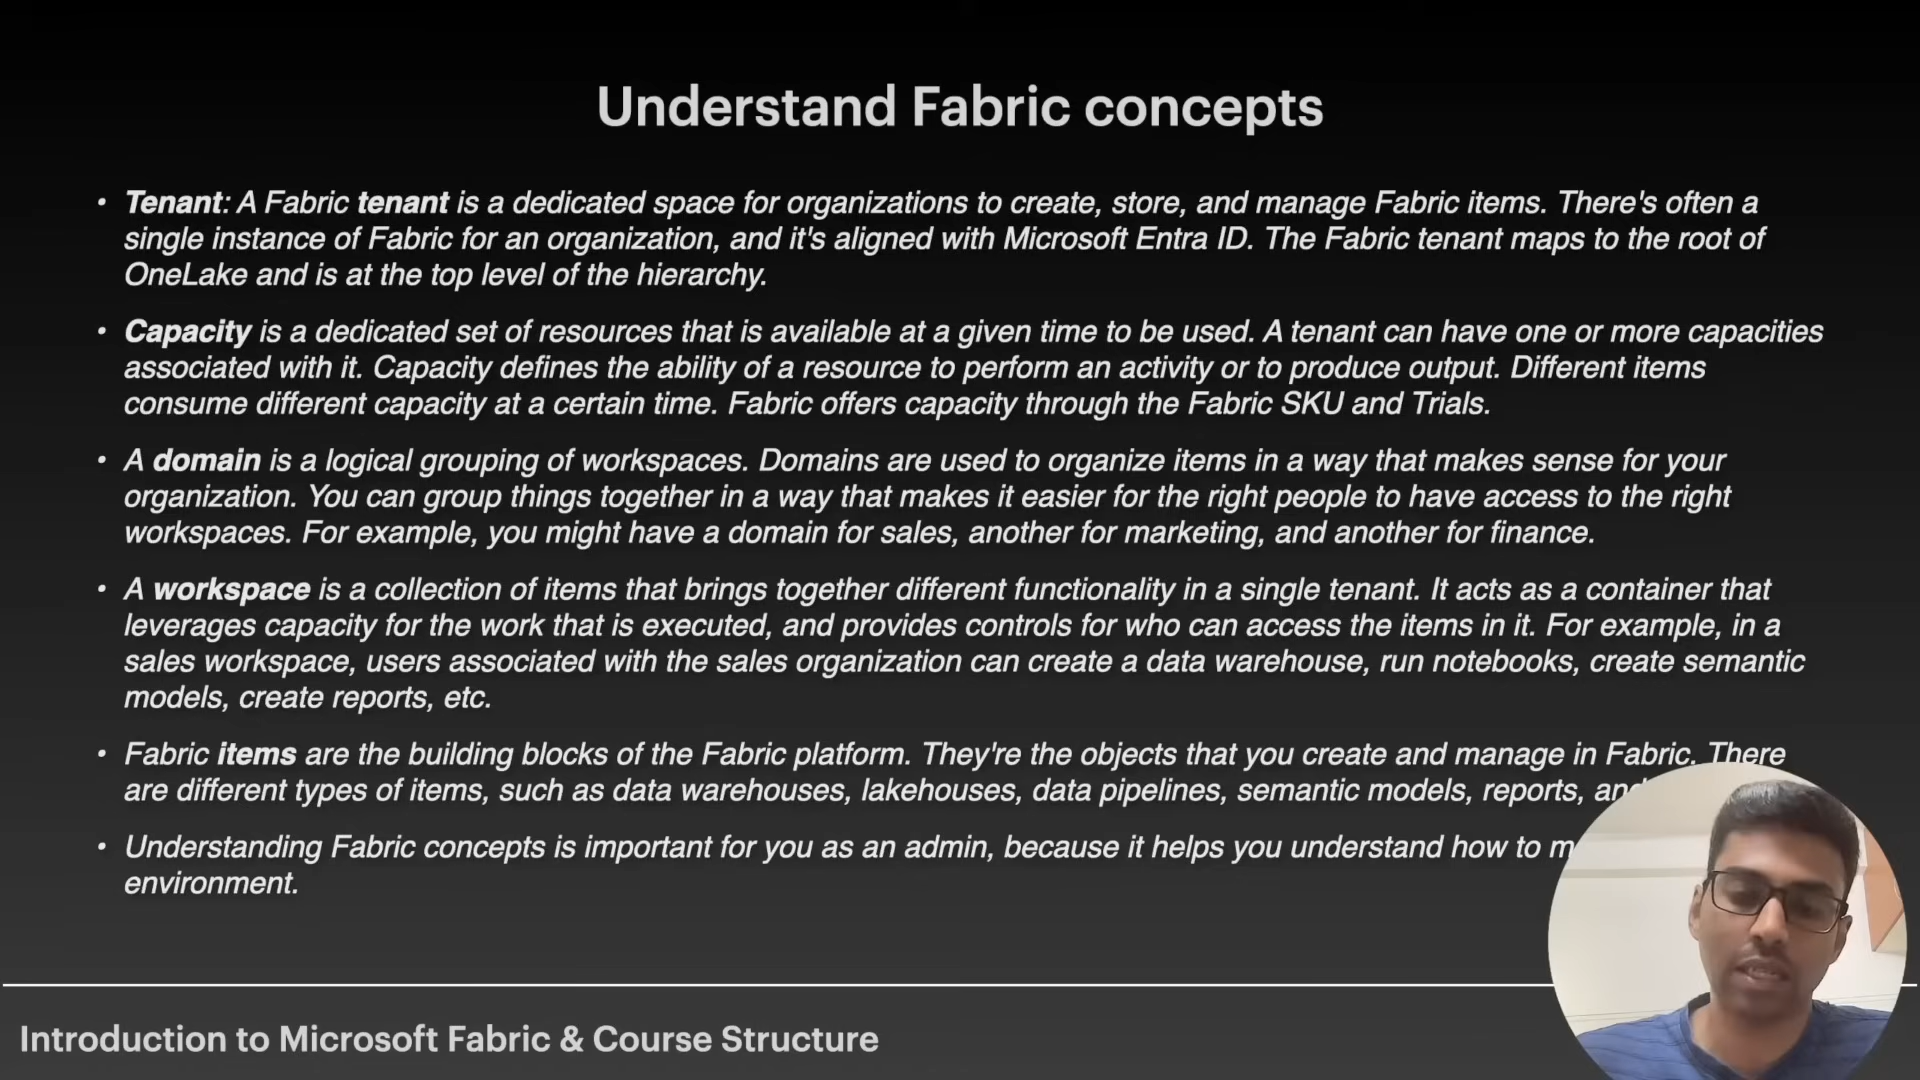 Understand Fabric concepts
• Tenant: A Fabric tenant is a dedicated space for organizations to create, store, and manage Fabric items. There's often a
single instance of Fabric for an organization, and it's aligned with Microsoft Entra ID. The Fabric tenant maps to the root of
OneLake and is at the top level of the hierarchy.
• Capacity is a dedicated set of resources that is available at a given time to be used. A tenant can have one or more capacities
associated with it. Capacity defines the ability of a resource to perform an activity or to produce output. Different items
consume different capacity at a certain time. Fabric offers capacity through the Fabric SKU and Trials.
• A domain is a logical grouping of workspaces. Domains are used to organize items in a way that makes sense for your
organization. You can group things together in a way that makes it easier for the right people to have access to the right
workspaces. For example, you might have a domain for sales, another for marketing, and another for finance.
• A workspace is a collection of items that brings together different functionality in a single tenant. It acts as a container that
leverages capacity for the work that is executed, and provides controls for who can access the items in it. For example, in a
sales workspace, users associated with the sales organization can create a data warehouse, run notebooks, create semantic
models, create reports, etc.
• Fabric items are the building blocks of the Fabric platform. They're the objects that you create and manage in Fabric. There
are different types of items, such as data warehouses, lakehouses, data pipelines, semantic models, reports,
• Understanding Fabric concepts is important for you as an admin, because it helps you understand how to
environment.
Introduction to Microsoft Fabric & Course Structure